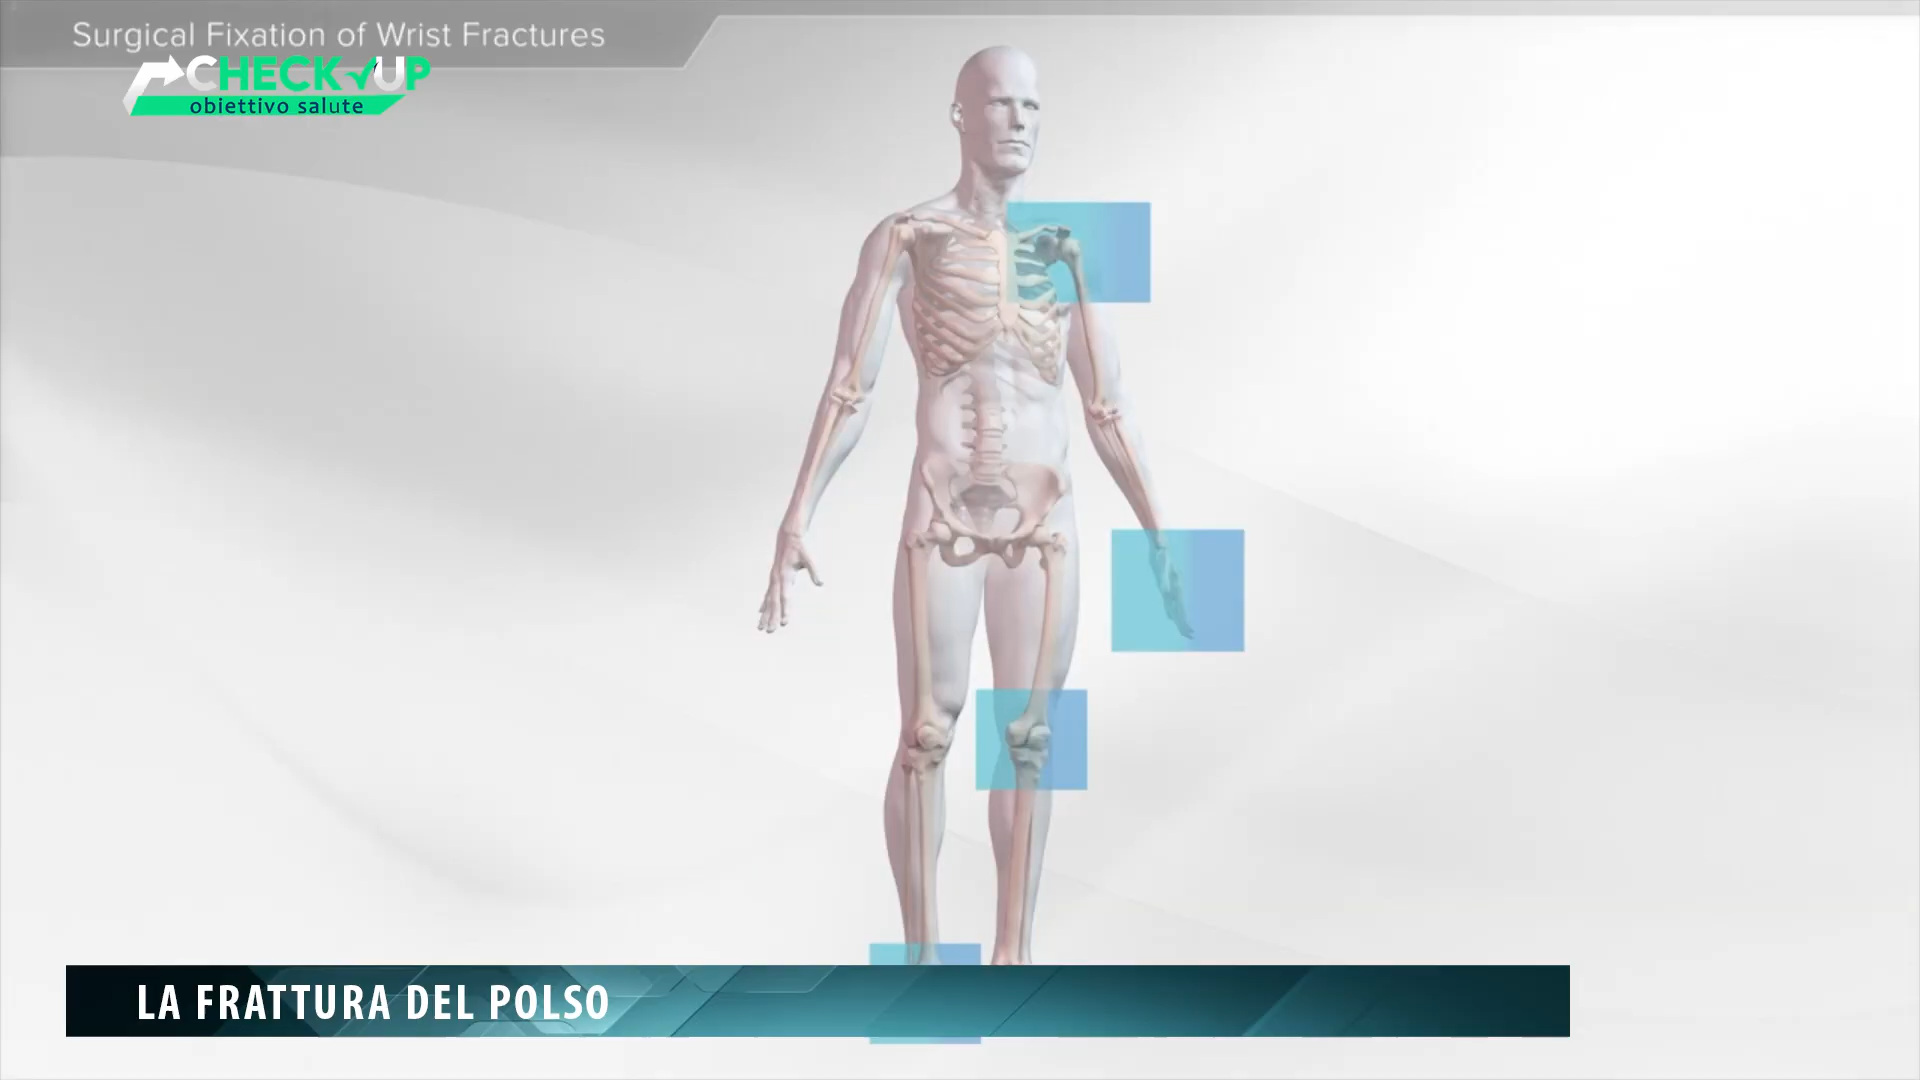 Surgical Fixation of Wrist Fractures
CHECK UP
obiettivo salute
LA FRATTURA DEL POLSO